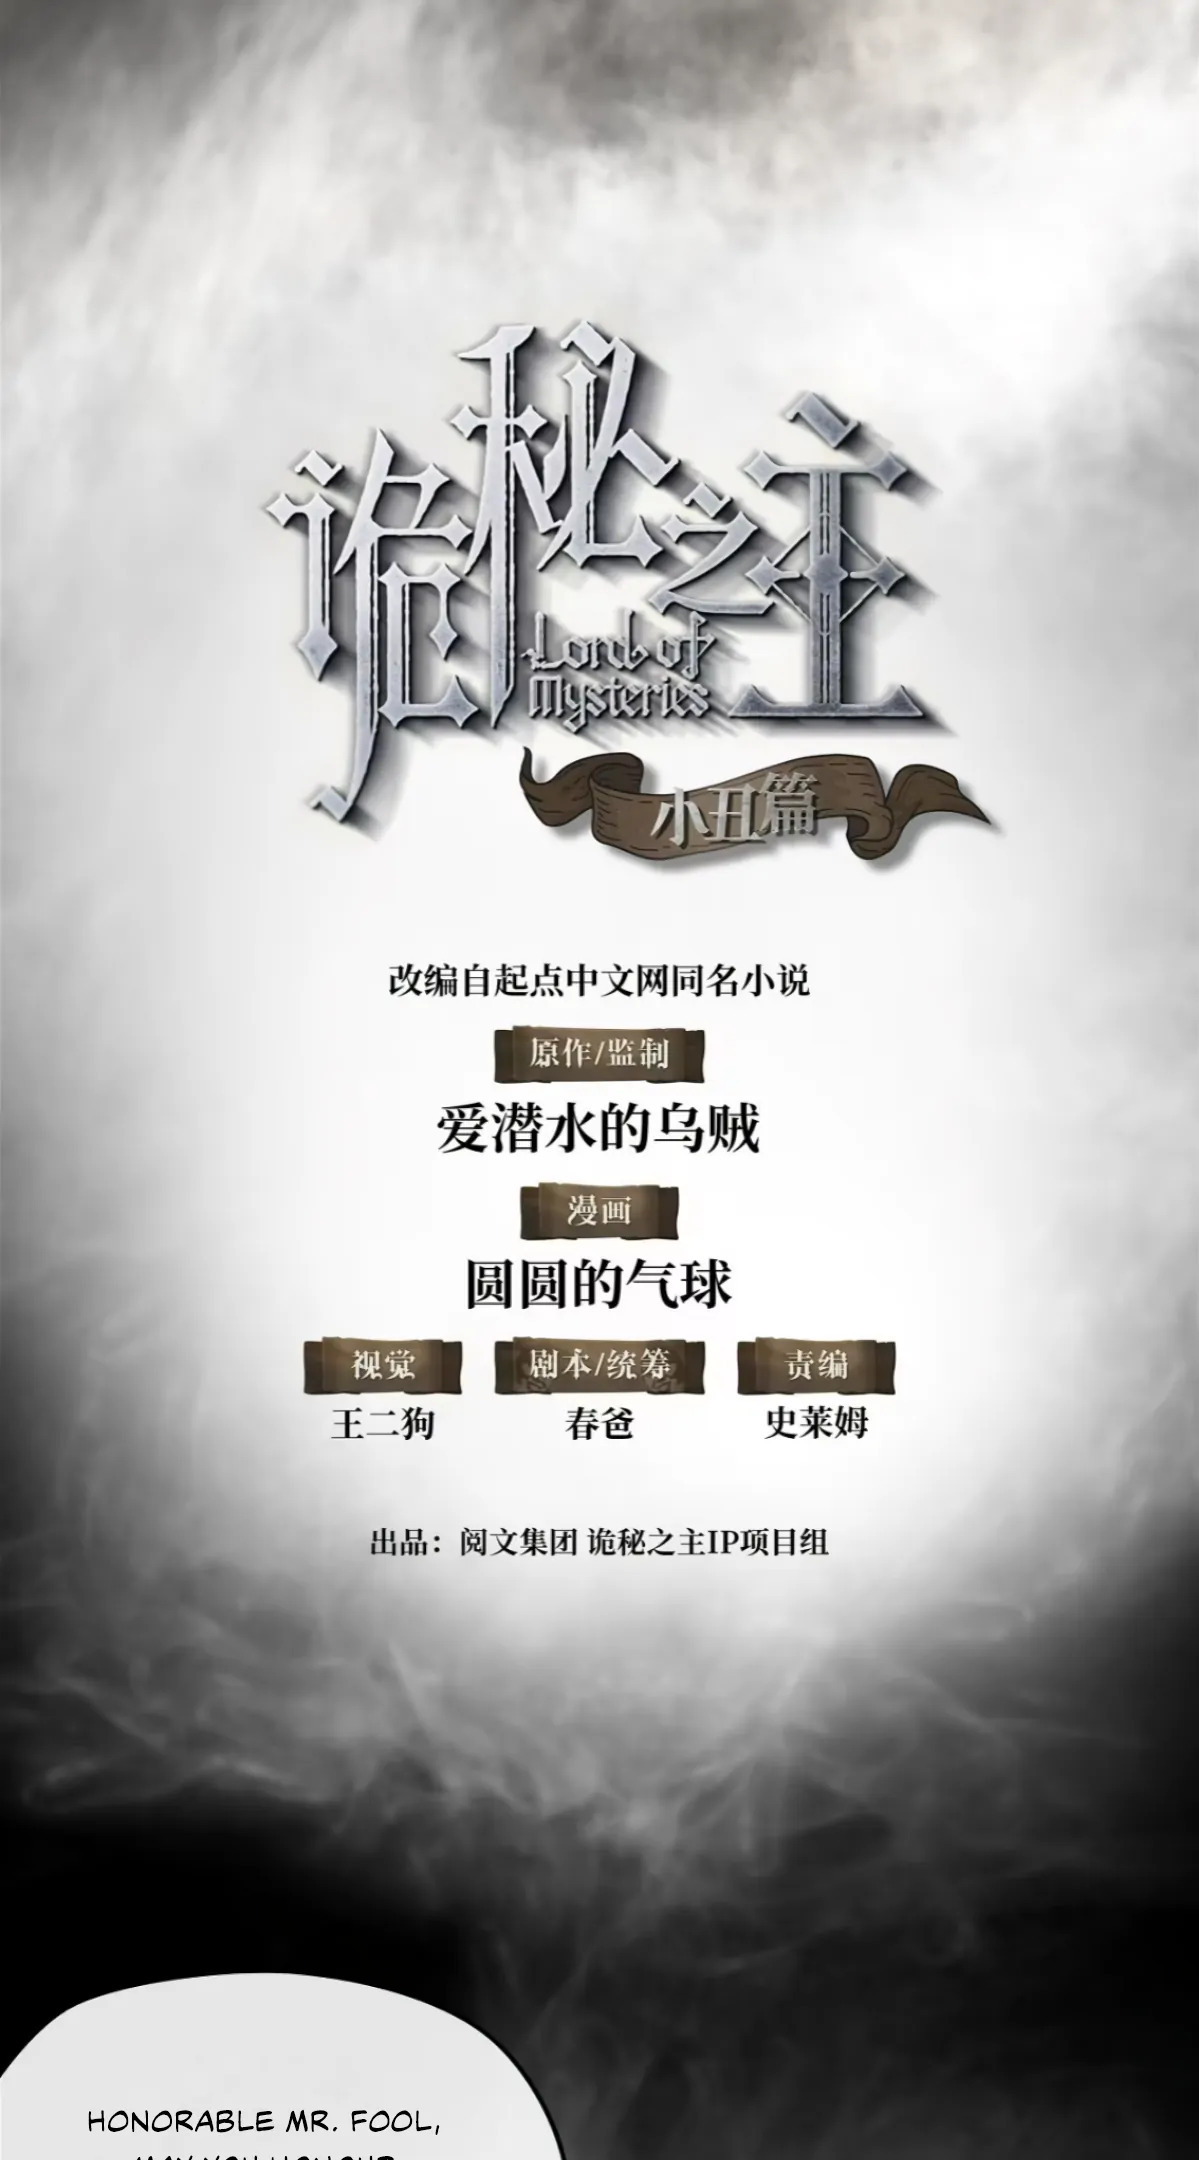 诡秘之主
Lord of
Mysteries
小丑篇
改编自起点中文网同名小说
原作/监制
爱潜水的乌贼
漫画
圆圆的气球
视觉 剧本/统筹 责编
王二狗 春爸 史莱姆
出品：阅文集团 诡秘之主IP项目组
HONORABLE MR. FOOL,
MAY YOU